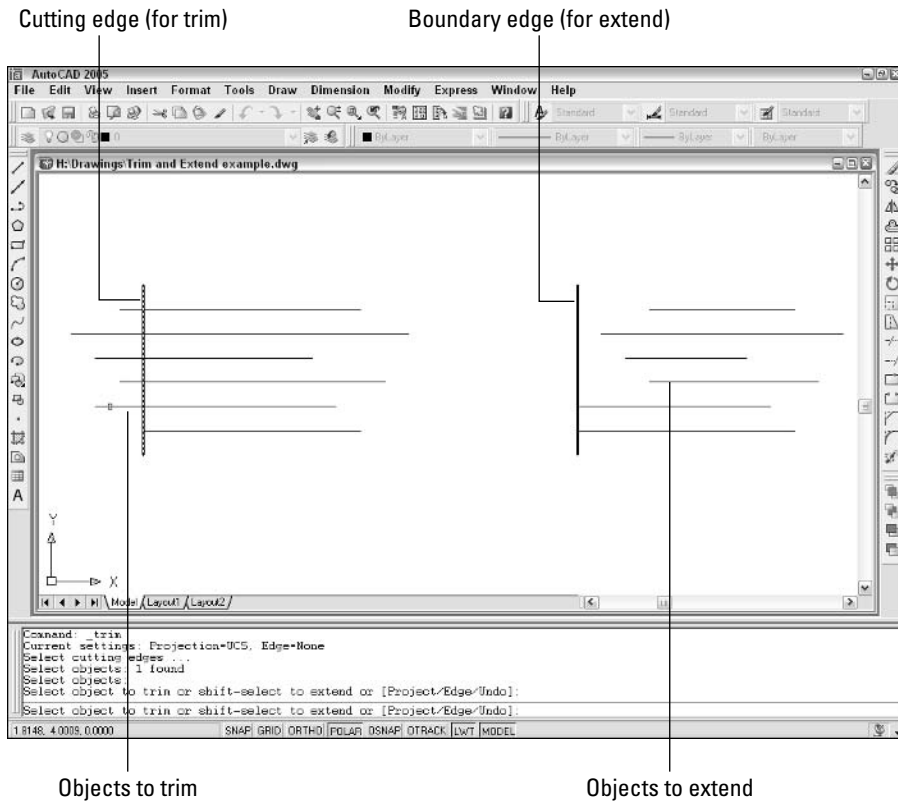 Cutting edge (for trim)
Boundary edge (for extend)
AutoCAD 2005
File Edit View Insert Format Tools Draw Dimension Modify Express Window Help
Standard Standard Standard
0 ByLayer ByLayer ByLayer
H:\Drawings\Trim and Extend example.dwg
A
Y
X
Model Layout1 Layout2
Command: _trim
Current settings: Projection=UCS, Edge=None
Select cutting edges ...
Select objects: 1 found
Select objects:
Select object to trim or shift-select to extend or [Project/Edge/Undo]:
Select object to trim or shift-select to extend or [Project/Edge/Undo]:
1.8148, 4.0009, 0.0000 SNAP GRID ORTHO POLAR OSNAP OTRACK LWT MODEL
Objects to trim
Objects to extend